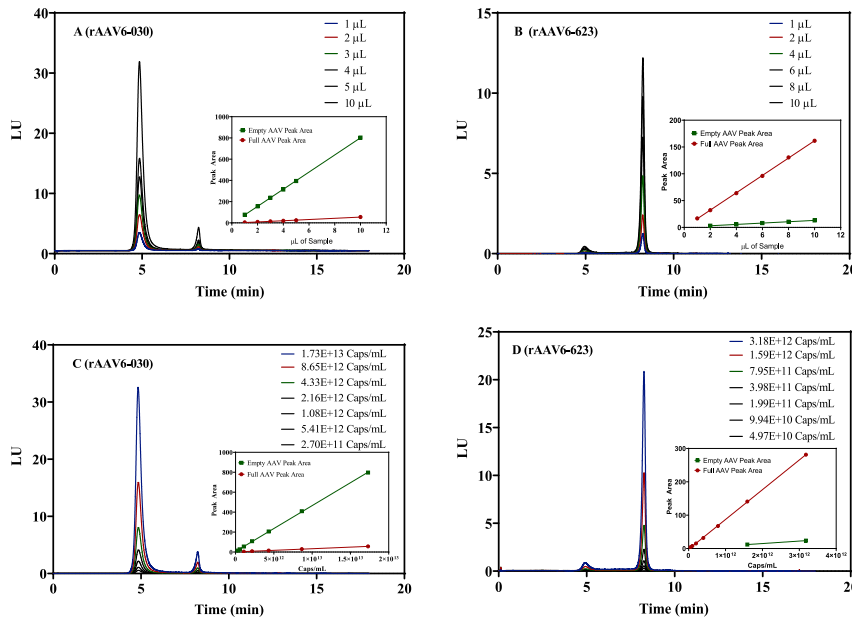 A (rAAV6-030)
1 µL
2 µL
3 µL
4 µL
5 µL
10 µL
LU
40
30
20
10
0
0
5
10
15
20
Time (min)
Empty AAV Peak Area
Full AAV Peak Area
Peak Area
1000
800
600
400
200
0
0
2
4
6
8
10
12
µL of Sample
B (rAAV6-623)
1 µL
2 µL
4 µL
6 µL
8 µL
10 µL
LU
15
10
5
0
0
5
10
15
20
Time (min)
Empty AAV Peak Area
Full AAV Peak Area
Peak Area
200
150
100
50
0
0
2
4
6
8
10
12
µL of Sample
C (rAAV6-030)
1.73E+13 Caps/mL
8.65E+12 Caps/mL
4.33E+12 Caps/mL
2.16E+12 Caps/mL
1.08E+12 Caps/mL
5.41E+12 Caps/mL
2.70E+11 Caps/mL
LU
40
30
20
10
0
0
5
10
15
20
Time (min)
Empty AAV Peak Area
Full AAV Peak Area
Peak Area
1000
800
600
400
200
0
0
5×10¹²
1×10¹³
2×10¹³
2×10¹³
Caps/mL
D (rAAV6-623)
3.18E+12 Caps/mL
1.59E+12 Caps/mL
7.95E+11 Caps/mL
3.98E+11 Caps/mL
1.99E+11 Caps/mL
9.94E+10 Caps/mL
4.97E+10 Caps/mL
LU
25
20
15
10
5
0
0
5
10
15
20
Time (min)
Empty AAV Peak Area
Full AAV Peak Area
Peak Area
300
200
100
0
0
1×10¹²
2×10¹²
3×10¹²
4×10¹²
Caps/mL